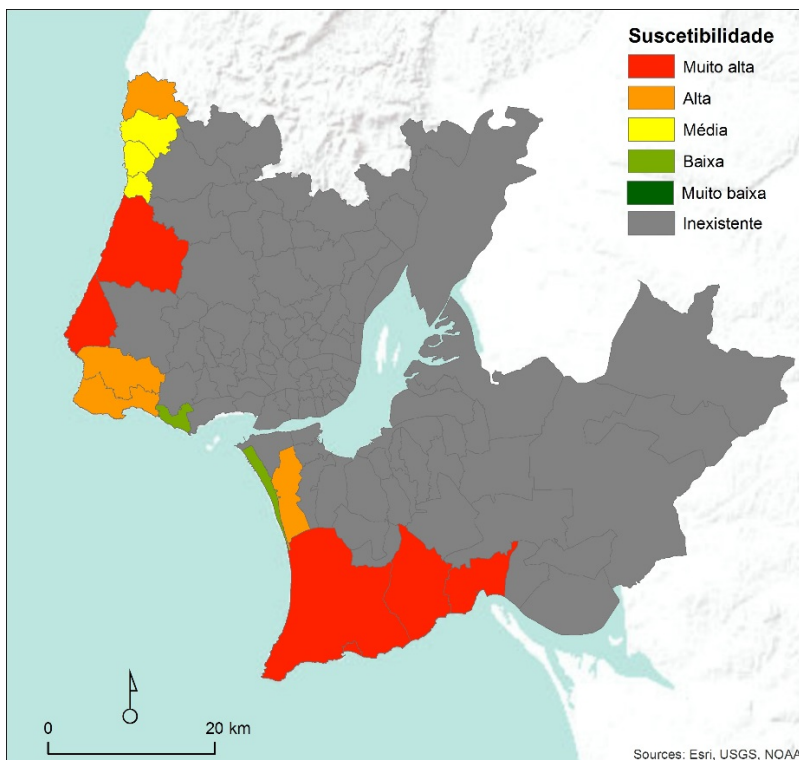 Suscetibilidade
Muito alta
Alta
Média
Baixa
Muito baixa
Inexistente
0 20 km
Sources: Esri, USGS, NOAA